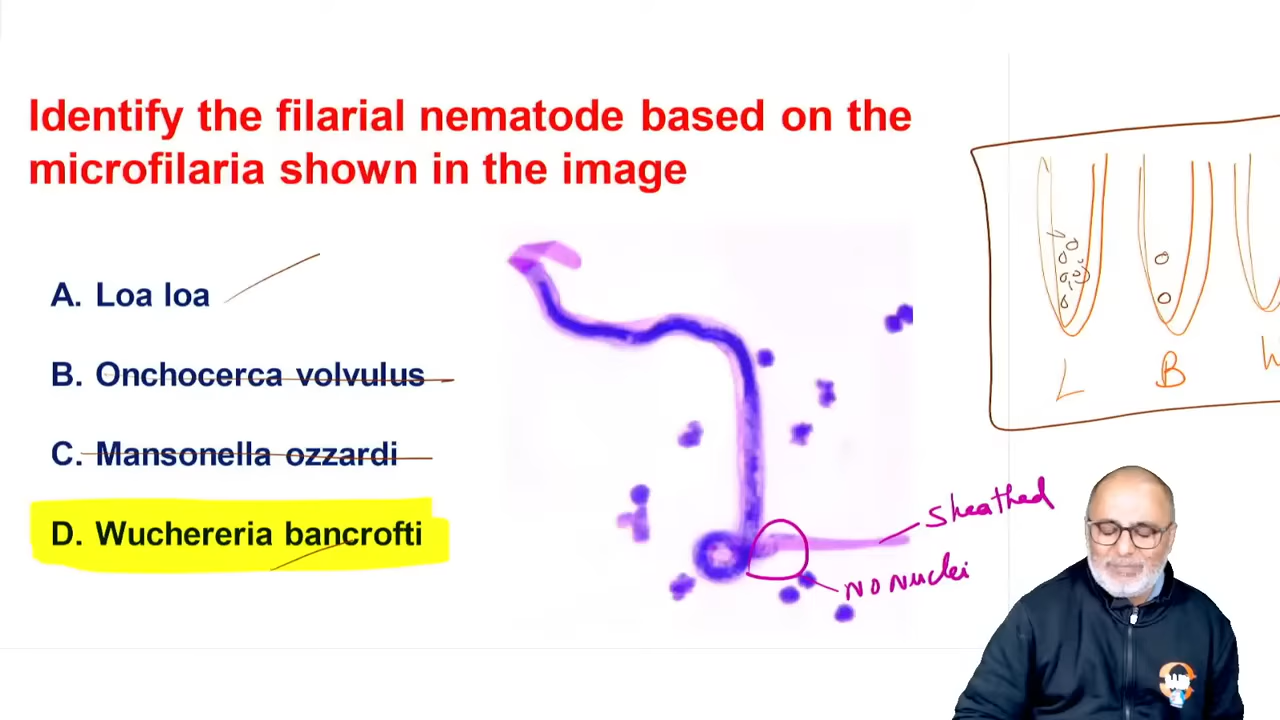 Identify the filarial nematode based on the
microfilaria shown in the image
A. Loa loa
B. Onchocerca volvulus
C. Mansonella ozzardi
D. Wuchereria bancrofti
sheathed
no nuclei
L B